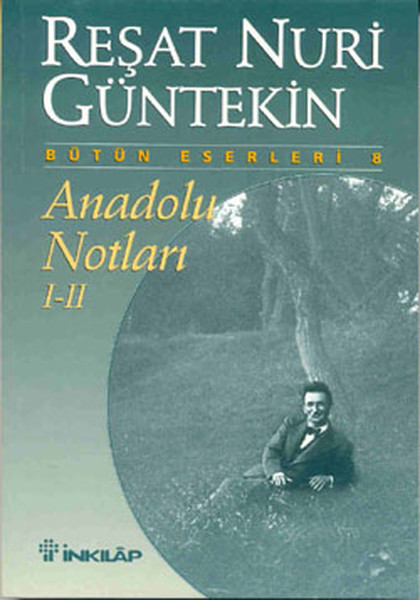 REŞAT NURİ
GÜNTEKİN
BÜTÜN ESERLERİ 8
Anadolu
Notları
I-II
İNKILÂP